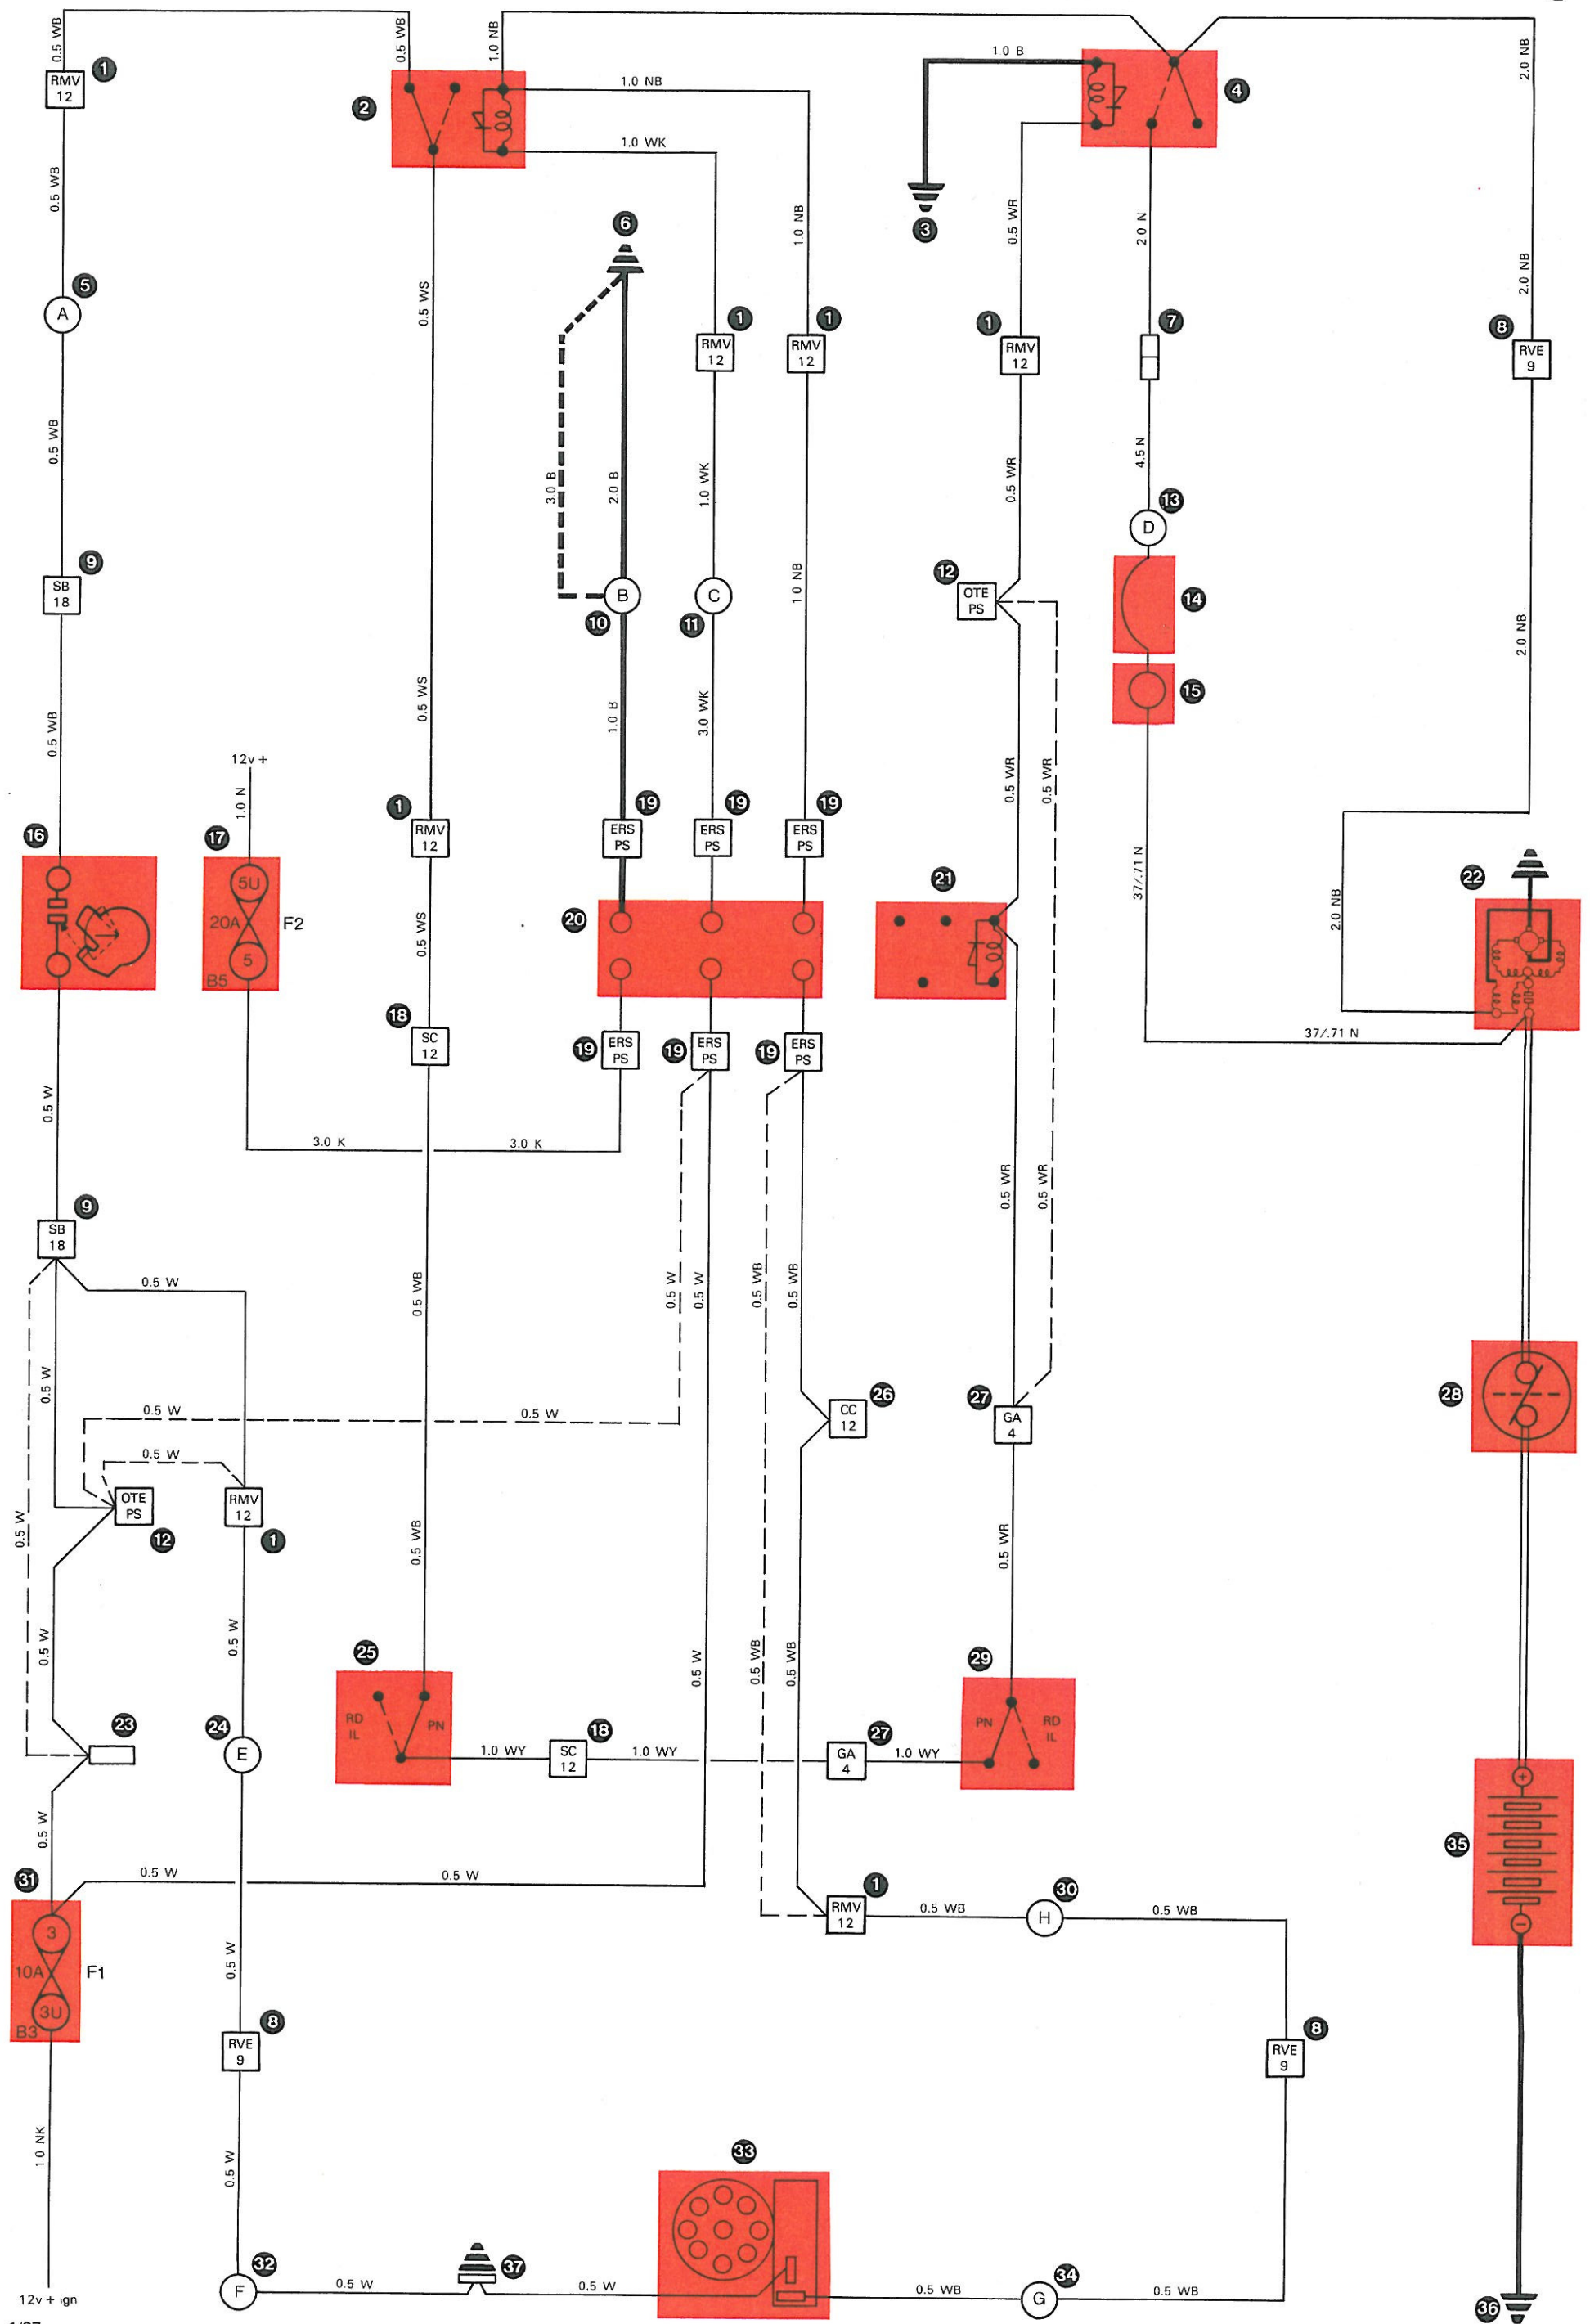 0.5 WB
0.5 WB
1.0 NB
1
RMV
12
2
1.0 NB
1.0 WK
1 0 B
4
2.0 NB
0.5 WB
3
6
1.0 NB
0.5 WR
2 0 N
2.0 NB
5
A
0.5 WS
1
RMV
12
1
RMV
12
1
RMV
12
7
8
RVE
9
0.5 WB
3.0 B
2.0 B
1.0 WK
0.5 WR
4.5 N
13
D
9
SB
18
B
10
C
11
1.0 NB
12
OTE
PS
14
2 0 NB
15
0.5 WB
0.5 WS
1.0 B
3.0 WK
12v +
1.0 N
0.5 WR
0.5 WR
1
RMV
12
19
ERS
PS
19
ERS
PS
19
ERS
PS
16
17
5U
20A
5
B5
F2
0.5 WS
20
21
37/.71 N
2.0 NB
22
18
SC
12
19
ERS
PS
19
ERS
PS
19
ERS
PS
37/.71 N
0.5 W
3.0 K
3.0 K
0.5 WR
0.5 WR
9
SB
18
0.5 W
0 5 WB
0.5 W
0.5 W
0.5 WB
0.5 WB
0.5 W
0.5 W
0.5 W
26
CC
12
27
GA
4
28
0.5 W
OTE
PS
12
RMV
12
1
0.5 W
0.5 WB
0.5 WR
0.5 W
0.5 W
0.5 W
0.5 WB
0.5 WB
25
RD
IL
PN
29
PN
RD
IL
23
24
E
1.0 WY
18
SC
12
1.0 WY
27
GA
4
1.0 WY
0.5 W
35
+
−
31
0.5 W
0.5 W
1
RMV
12
0.5 WB
30
H
0.5 WB
3
10A
3U
B3
F1
0.5 W
8
RVE
9
8
RVE
9
1 0 NK
0.5 W
33
32
F
0.5 W
37
0.5 W
0.5 WB
34
G
0.5 WB
12v + ign
36